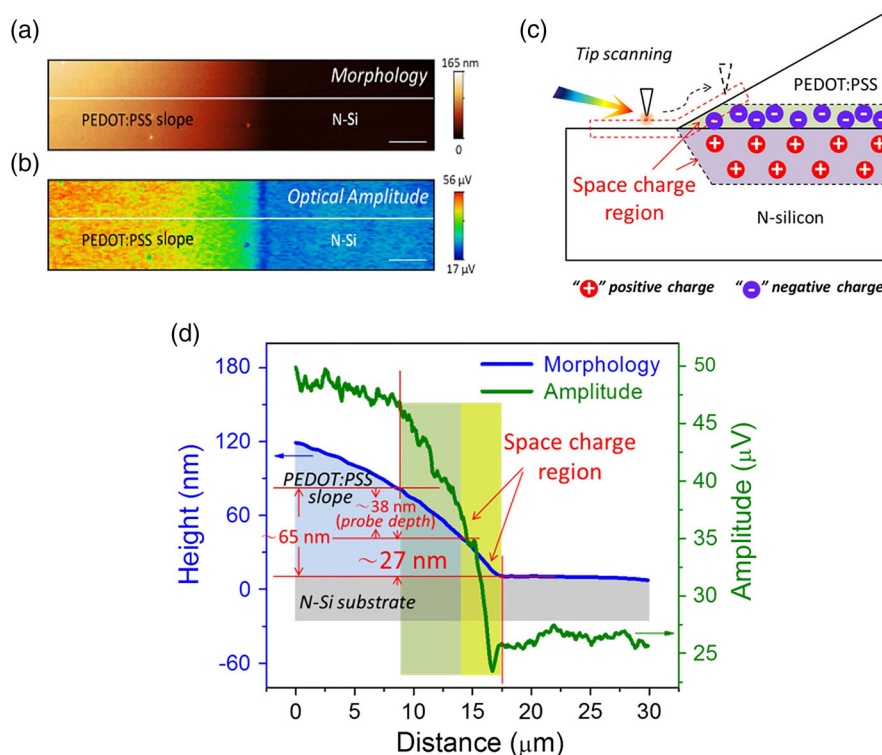 (a)
Morphology
PEDOT:PSS slope
N-Si
165 nm
0
(b)
Optical Amplitude
PEDOT:PSS slope
N-Si
56 µV
17 µV
(c)
Tip scanning
PEDOT:PSS
Space charge
region
N-silicon
"+" positive charge
"-" negative charge
(d)
Morphology
Amplitude
Space charge
region
PEDOT:PSS
slope
~38 nm
(probe depth)
~65 nm
~27 nm
N-Si substrate
Height (nm)
180
120
60
0
-60
Amplitude (µV)
50
45
40
35
30
25
0
5
10
15
20
25
30
Distance (µm)